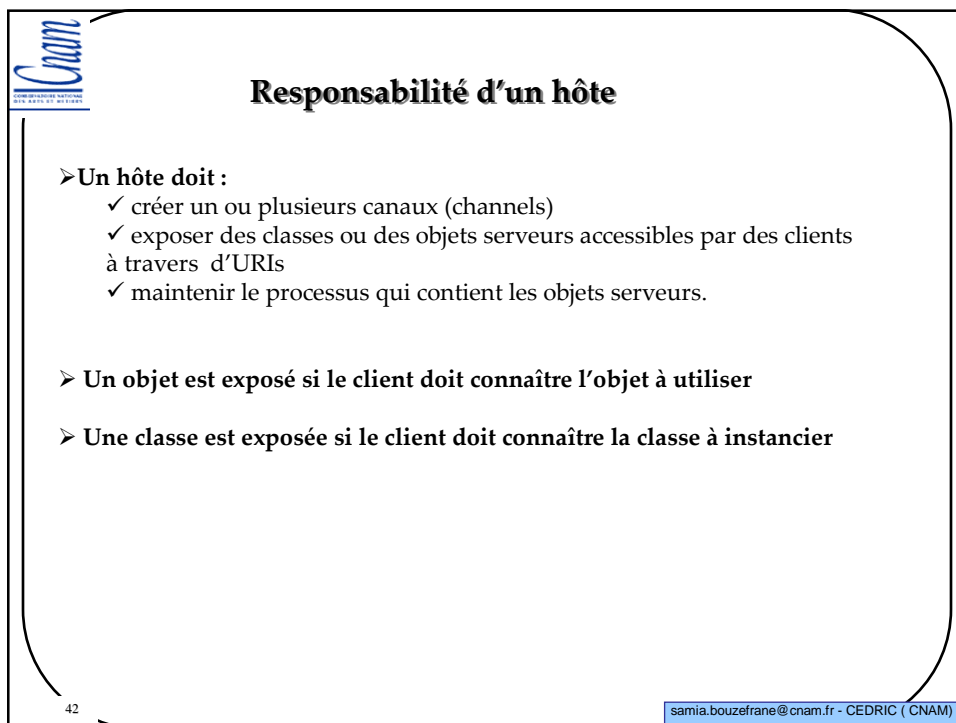 Cnam
CONSERVATOIRE NATIONAL
DES ARTS ET METIERS
Responsabilité d’un hôte
➢Un hôte doit :
✓ créer un ou plusieurs canaux (channels)
✓ exposer des classes ou des objets serveurs accessibles par des clients
à travers d’URIs
✓ maintenir le processus qui contient les objets serveurs.
➢ Un objet est exposé si le client doit connaître l’objet à utiliser
➢ Une classe est exposée si le client doit connaître la classe à instancier
42
samia.bouzefrane@cnam.fr - CEDRIC ( CNAM)